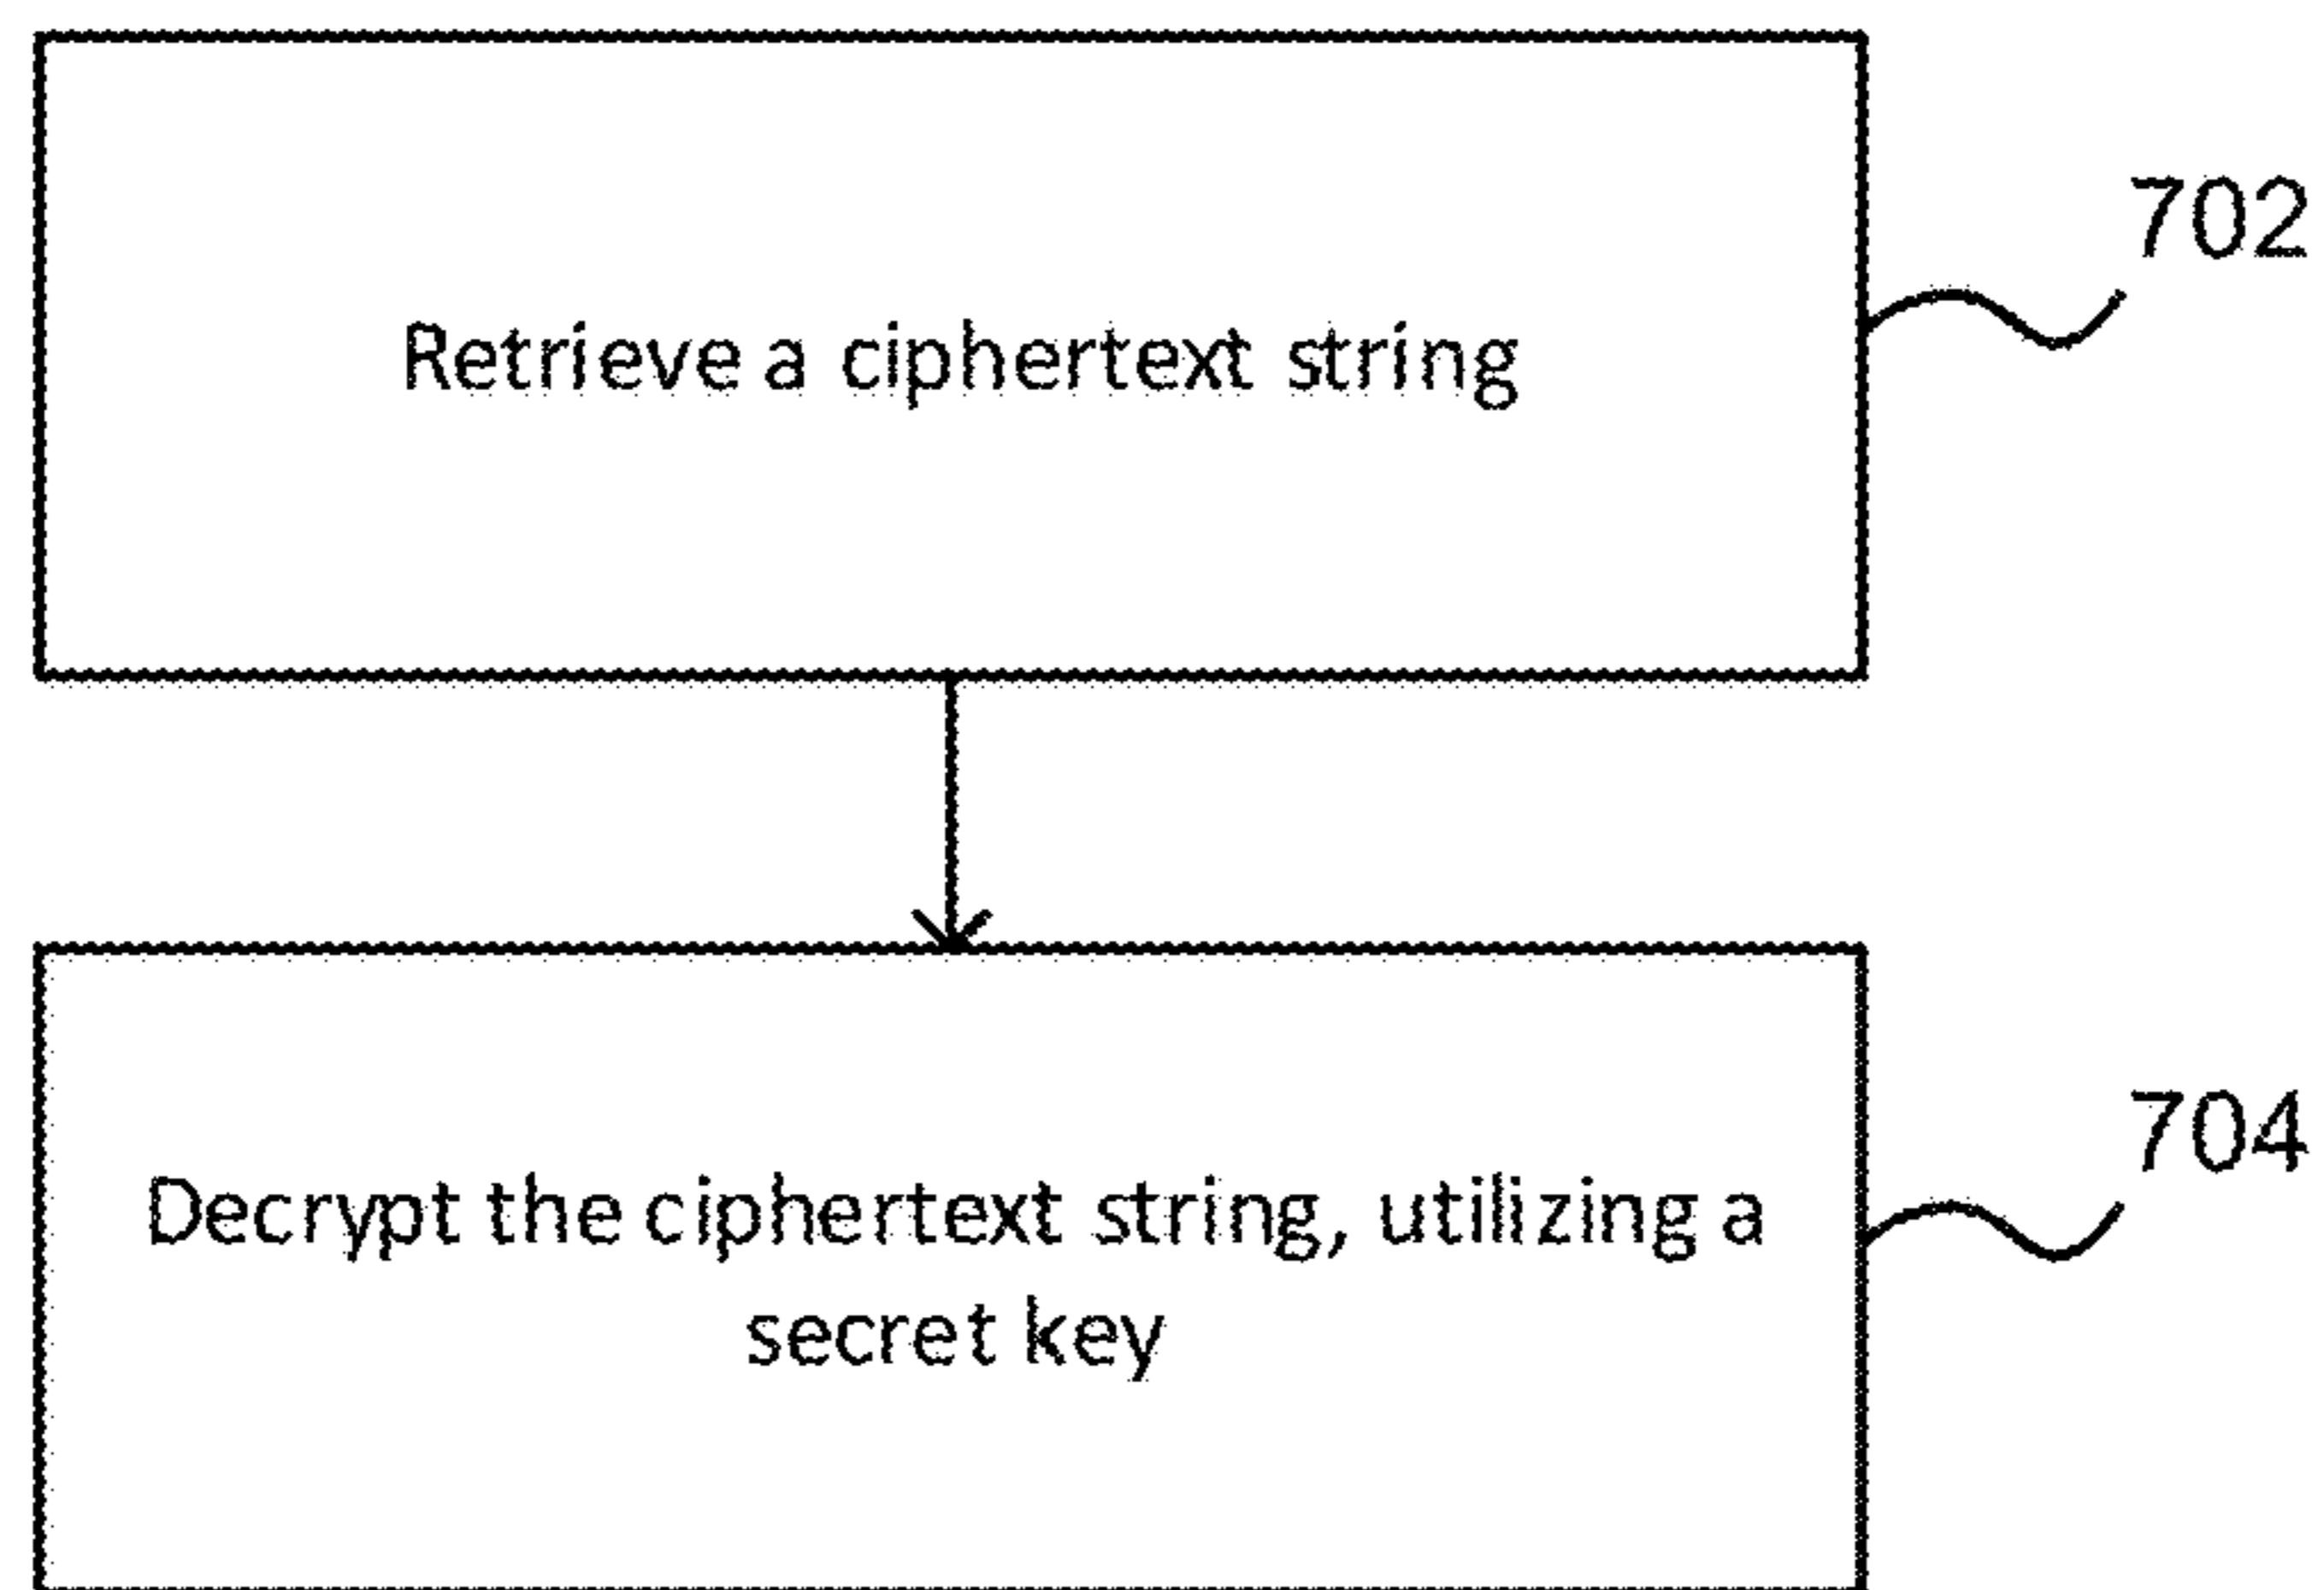 702
Retrieve a ciphertext string
704
Decrypt the ciphertext string, utilizing a
secret key